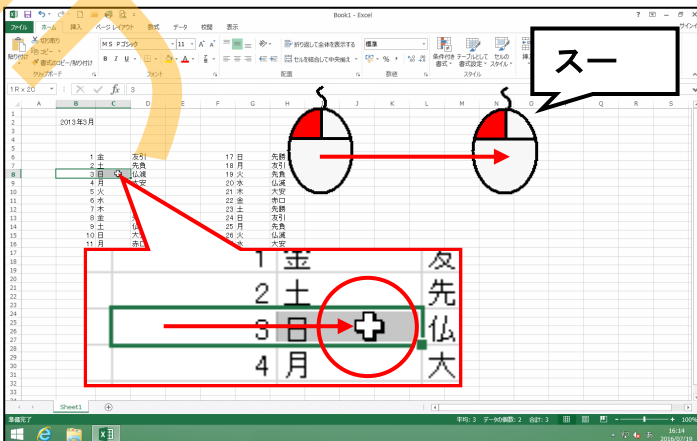 Book1 - Excel
サインイン
ファイル ホーム 挿入 ページレイアウト 数式 データ 校閲 表示
切り取り
コピー
書式のコピー/貼り付け
貼り付け
クリップボード
MS Pゴシック 11
B I U
フォント
折り返して全体を表示する
セルを結合して中央揃え
配置
標準
数値
条件付き 書式
テーブルとして 書式設定
セルの スタイル
スタイル
スー
1R x 2C
fx 3
A B C D E F G H I J K L M N O P Q R S
2013年3月
1 金 友引 17 日 先勝
2 土 先負 18 月 友引
3 日 仏滅 19 火 先負
4 月 大安 20 水 仏滅
5 火 21 木 大安
6 水 22 金 赤口
7 木 23 土 先勝
8 金 24 日 友引
9 土 25 月 先負
10 日 26 火 仏滅
11 月 赤口 水 大安
1 金 友
2 土 先
3 日 仏
4 月 大
Sheet1
準備完了
平均: 3 データの個数: 2 合計: 3
100%
16:14
2016/07/19